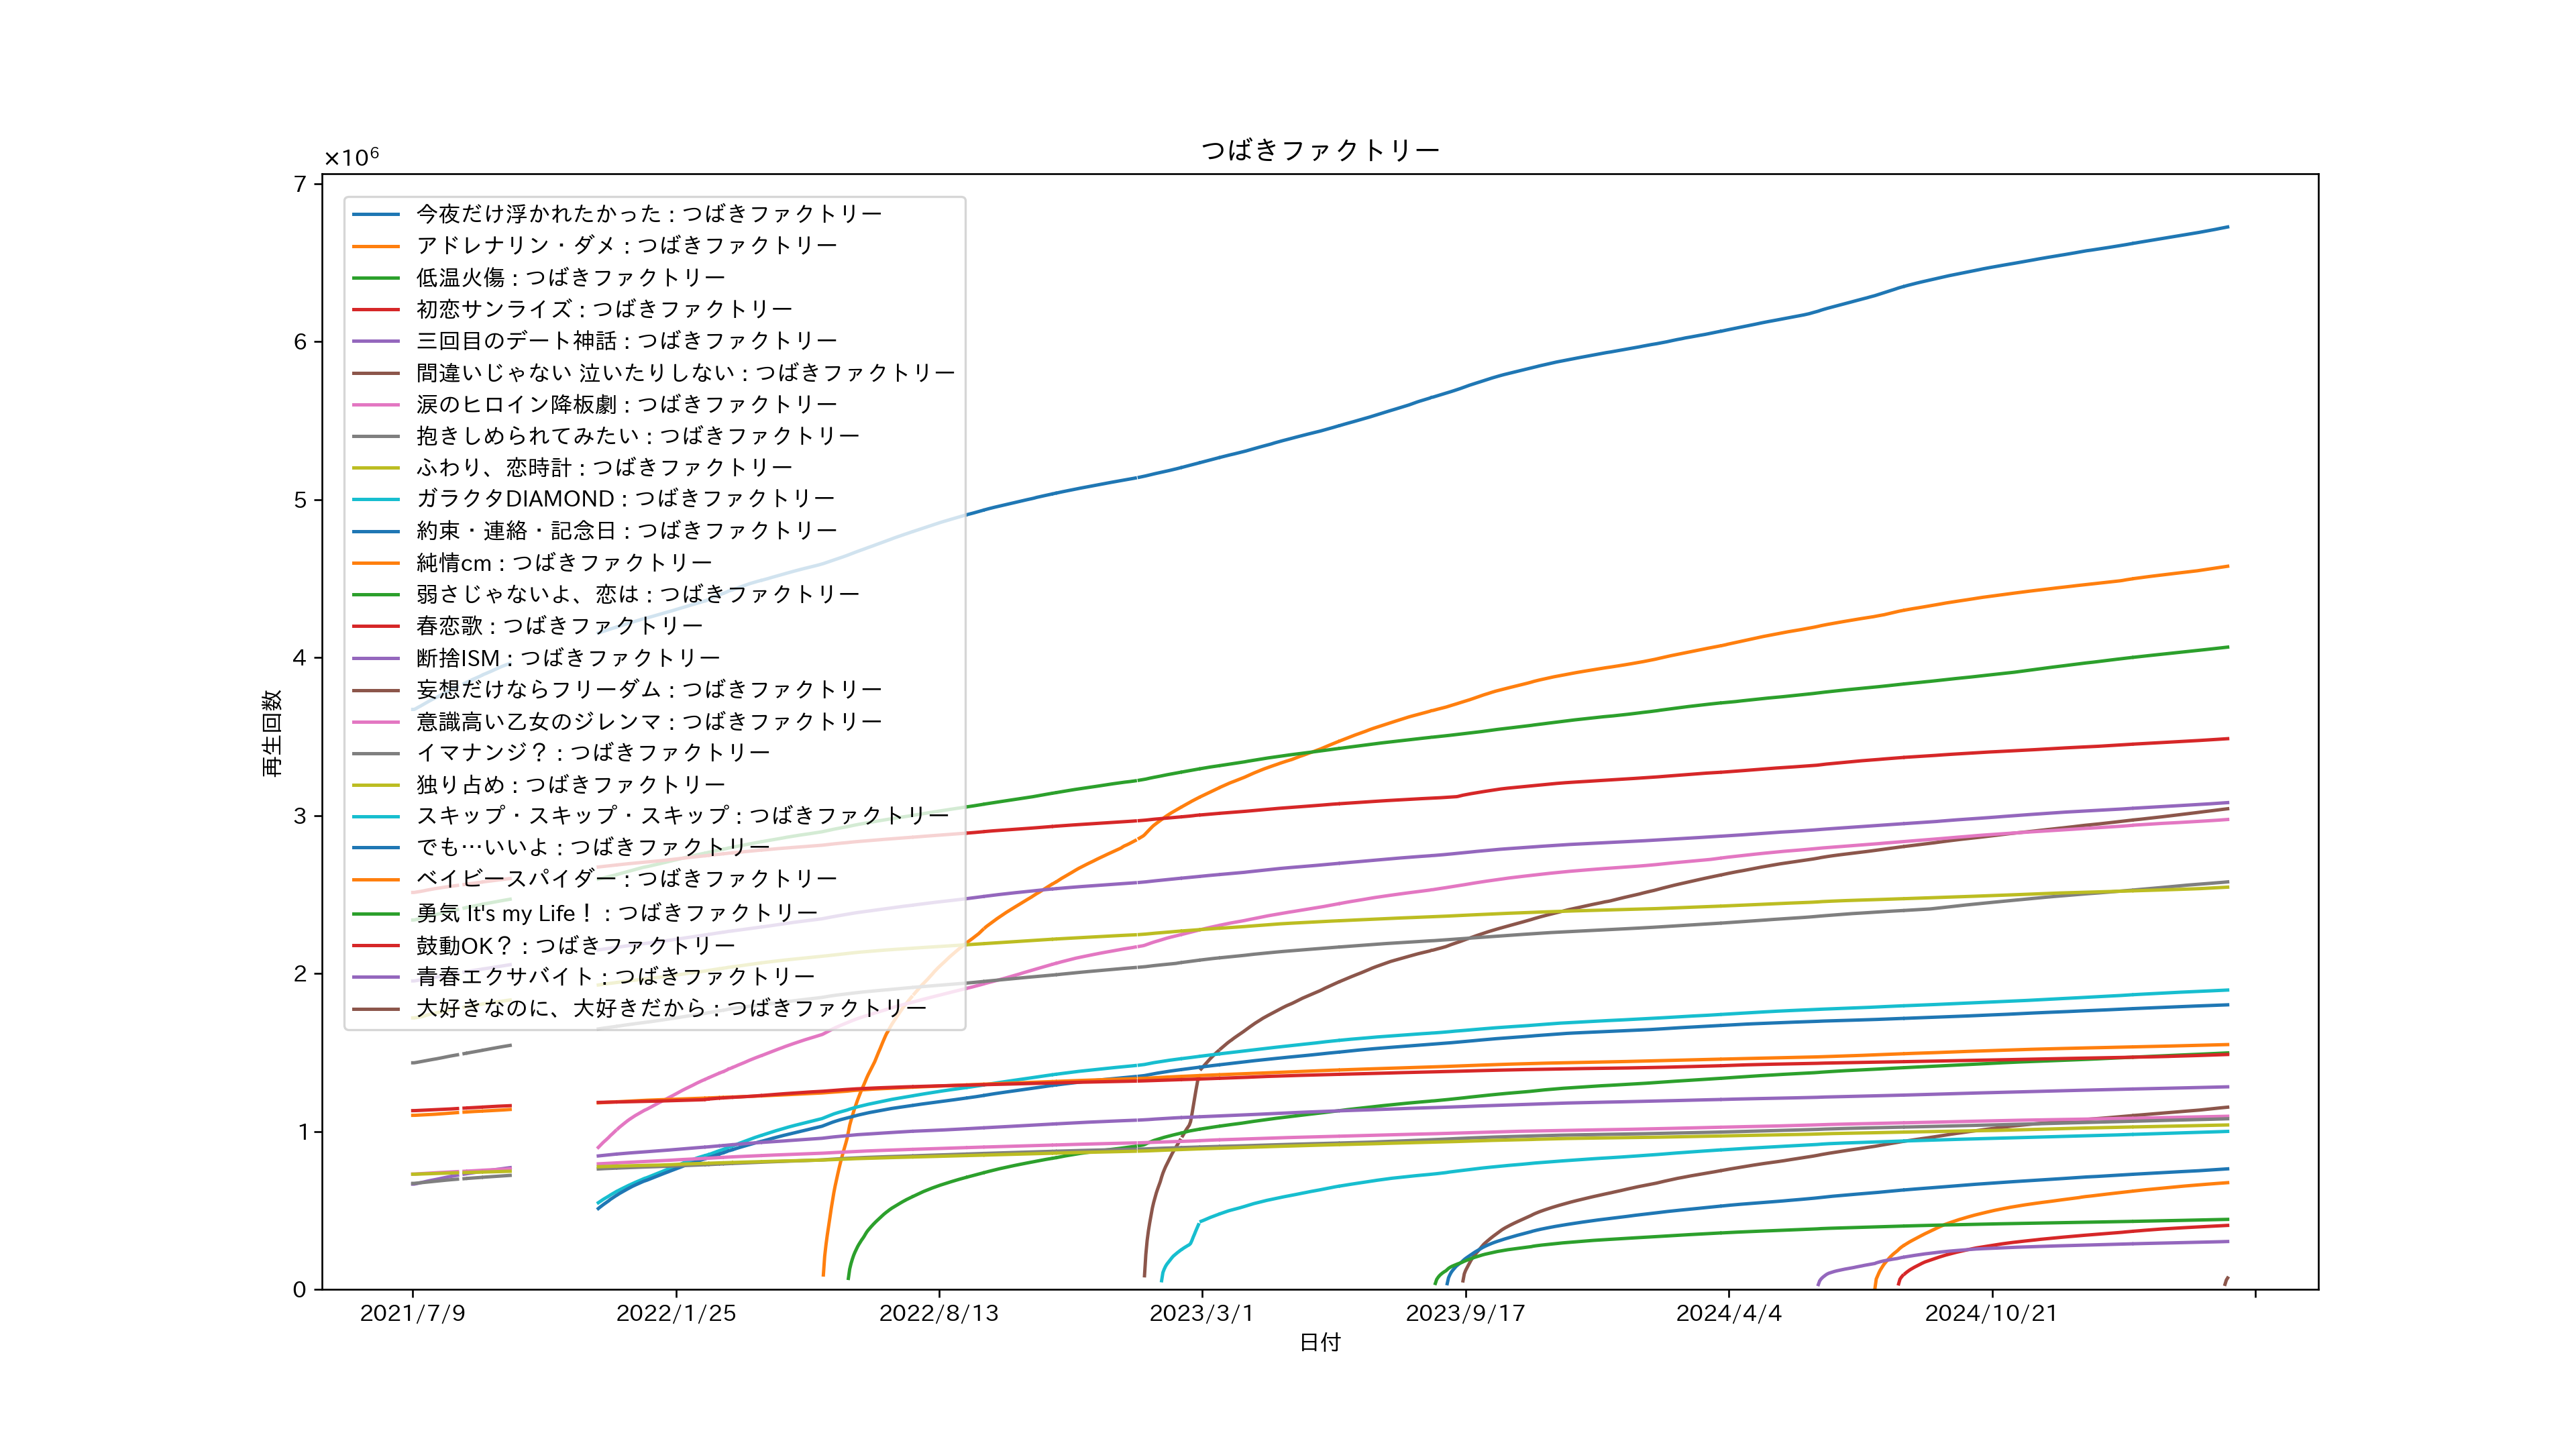 つばきファクトリー
×10⁶
7
6
5
4
3
2
1
0
再生回数
今夜だけ浮かれたかった : つばきファクトリー
アドレナリン・ダメ : つばきファクトリー
低温火傷 : つばきファクトリー
初恋サンライズ : つばきファクトリー
三回目のデート神話 : つばきファクトリー
間違いじゃない 泣いたりしない : つばきファクトリー
涙のヒロイン降板劇 : つばきファクトリー
抱きしめられてみたい : つばきファクトリー
ふわり、恋時計 : つばきファクトリー
ガラクタDIAMOND : つばきファクトリー
約束・連絡・記念日 : つばきファクトリー
純情cm : つばきファクトリー
弱さじゃないよ、恋は : つばきファクトリー
春恋歌 : つばきファクトリー
断捨ISM : つばきファクトリー
妄想だけならフリーダム : つばきファクトリー
意識高い乙女のジレンマ : つばきファクトリー
イマナンジ？ : つばきファクトリー
独り占め : つばきファクトリー
スキップ・スキップ・スキップ : つばきファクトリー
でも…いいよ : つばきファクトリー
ベイビースパイダー : つばきファクトリー
勇気 It's my Life！ : つばきファクトリー
鼓動OK？ : つばきファクトリー
青春エクサバイト : つばきファクトリー
大好きなのに、大好きだから : つばきファクトリー
2021/7/9 2022/1/25 2022/8/13 2023/3/1 2023/9/17 2024/4/4 2024/10/21
日付